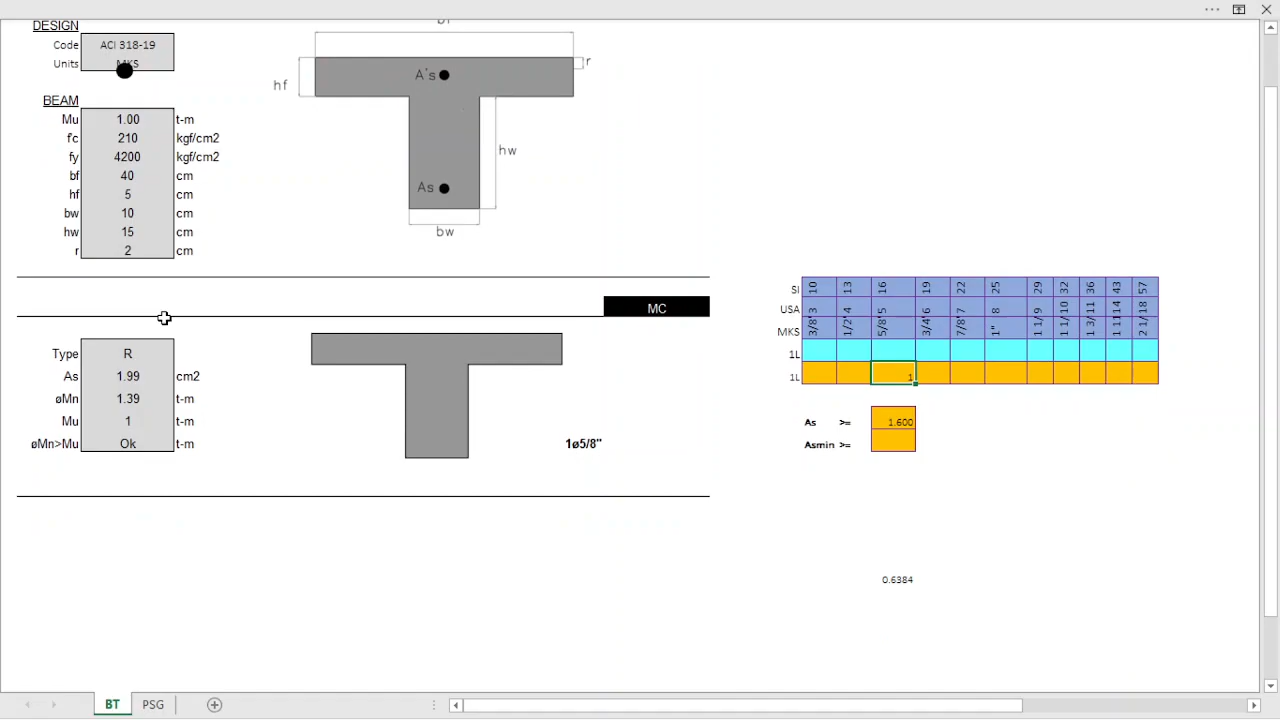 DESIGN
bf
Code ACI 318-19
Units MKS
r
A's
hf
BEAM
Mu 1.00 t-m
f'c 210 kgf/cm2
fy 4200 kgf/cm2
hw
bf 40 cm
hf 5 cm
As
bw 10 cm
hw 15 cm
bw
r 2 cm
MC
SI 10 13 16 19 22 25 29 32 36 43 57
USA 3 4 5 6 7 8 9 10 11 14 18
MKS 3/8" 1/2" 5/8" 3/4" 7/8" 1" 1 1/ 1 1/ 1 3/ 1 11 2 1/
1L
1L 1
Type R
As 1.99 cm2
øMn 1.39 t-m
Mu 1 t-m
øMn>Mu Ok t-m
1ø5/8"
As >= 1.600
Asmin >=
0.6384
BT PSG